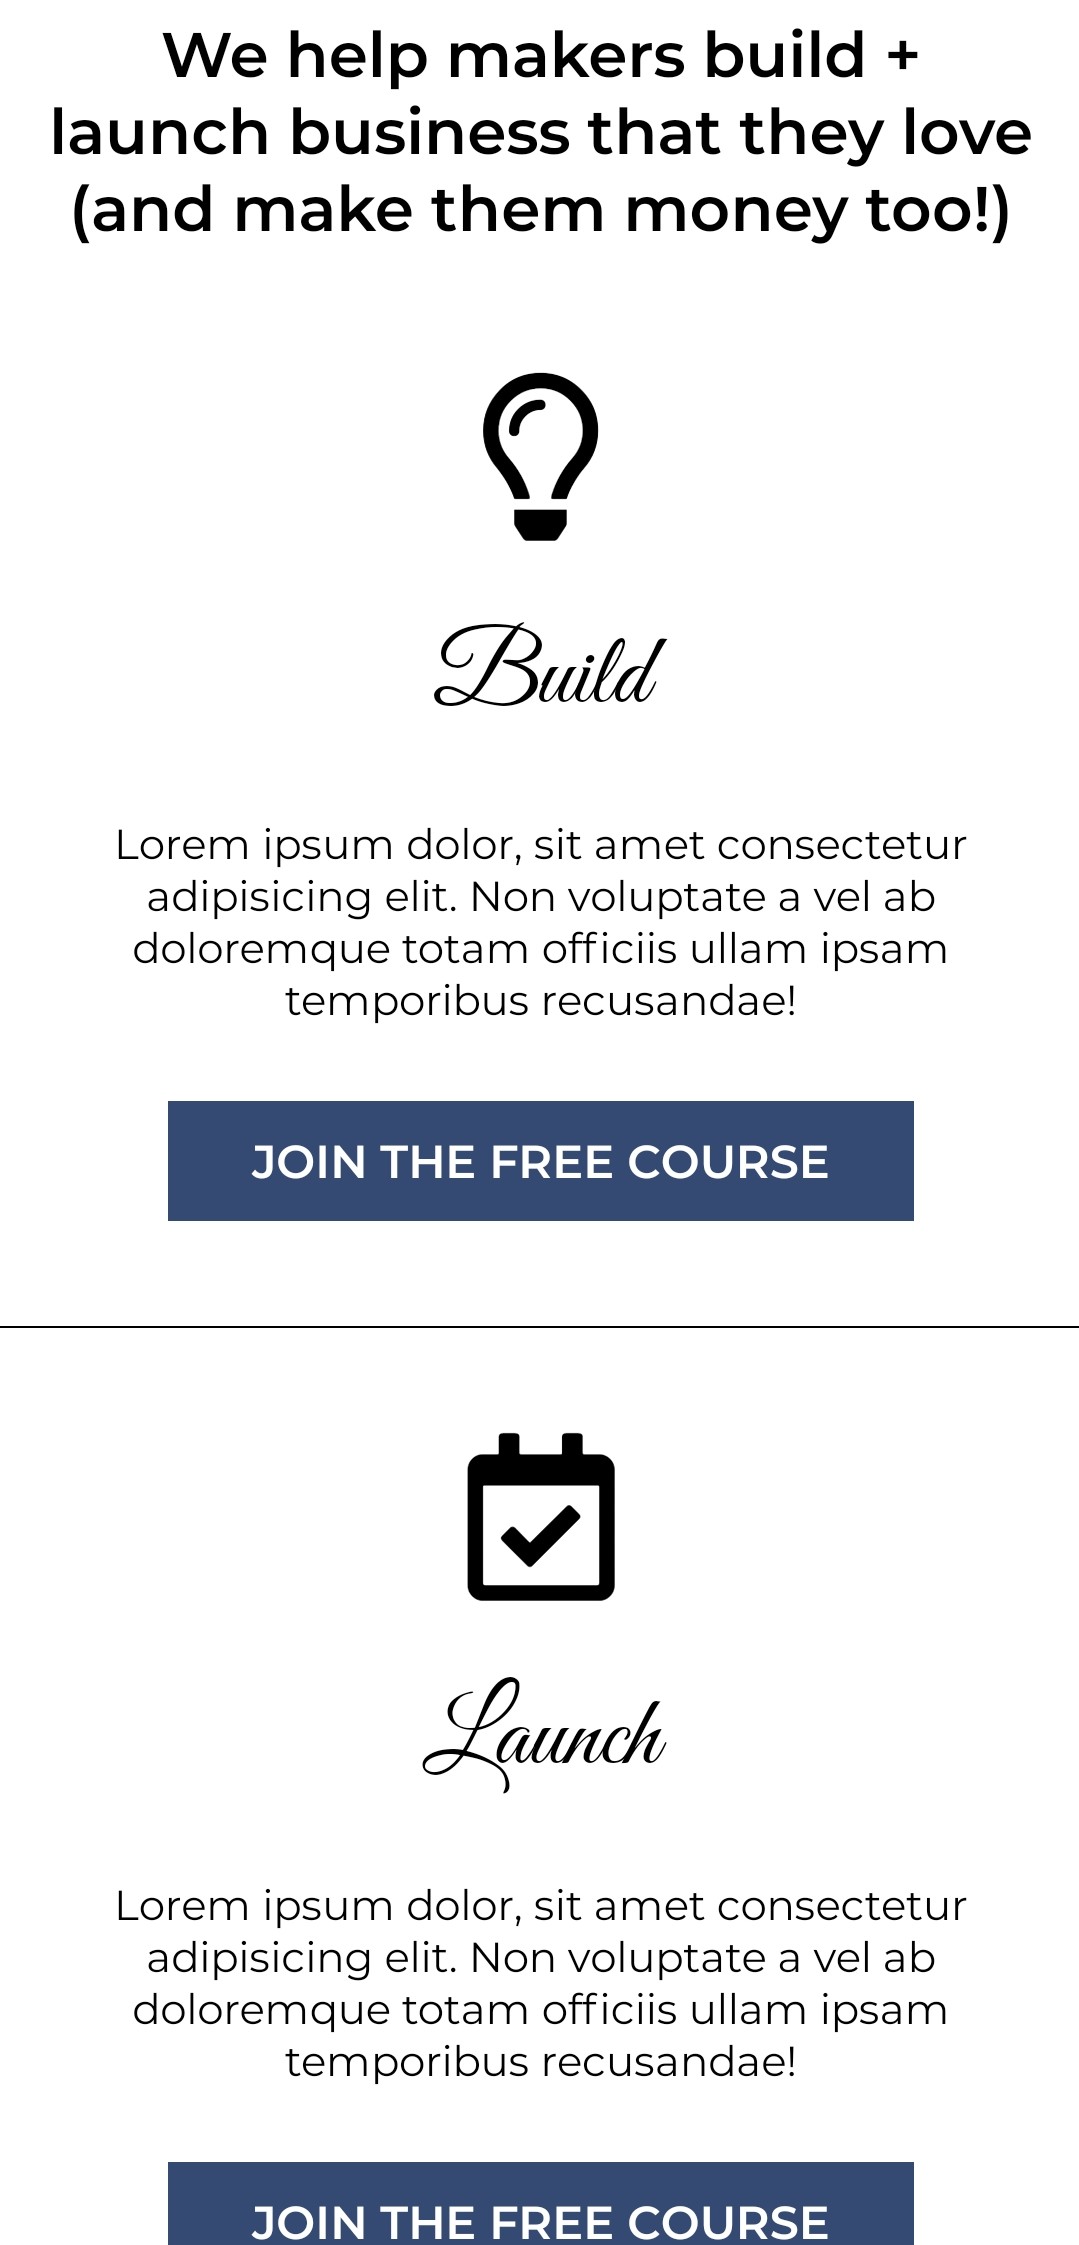 We help makers build +
launch business that they love
(and make them money too!)
Build
Lorem ipsum dolor, sit amet consectetur
adipisicing elit. Non voluptate a vel ab
doloremque totam officiis ullam ipsam
temporibus recusandae!
JOIN THE FREE COURSE
Launch
Lorem ipsum dolor, sit amet consectetur
adipisicing elit. Non voluptate a vel ab
doloremque totam officiis ullam ipsam
temporibus recusandae!
JOIN THE FREE COURSE